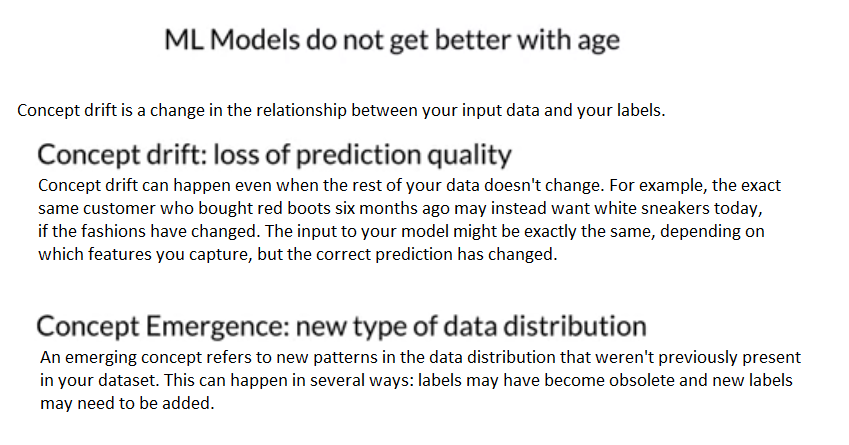 ML Models do not get better with age
Concept drift is a change in the relationship between your input data and your labels.
Concept drift: loss of prediction quality
Concept drift can happen even when the rest of your data doesn't change. For example, the exact
same customer who bought red boots six months ago may instead want white sneakers today,
if the fashions have changed. The input to your model might be exactly the same, depending on
which features you capture, but the correct prediction has changed.
Concept Emergence: new type of data distribution
An emerging concept refers to new patterns in the data distribution that weren't previously present
in your dataset. This can happen in several ways: labels may have become obsolete and new labels
may need to be added.